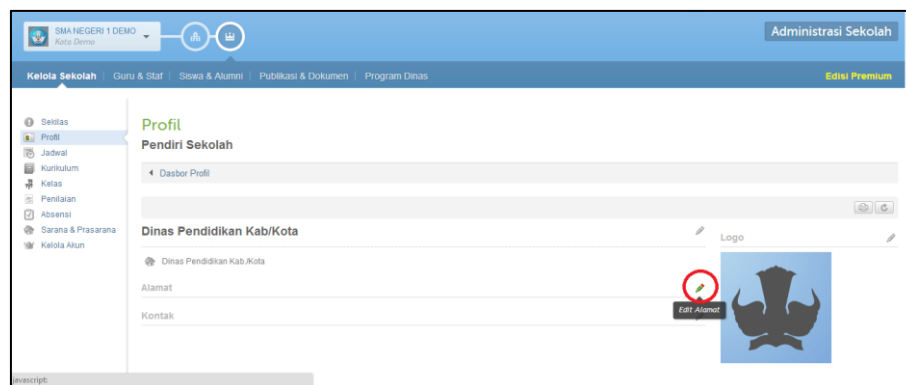 SMA NEGERI 1 DEMO
Kota Demo
Administrasi Sekolah
Kelola Sekolah | Guru & Staf | Siswa & Alumni | Publikasi & Dokumen | Program Dinas
Edisi Premium
Sekilas
Profil
Jadwal
Kurikulum
Kelas
Penilaian
Absensi
Sarana & Prasarana
Kelola Akun
Profil
Pendiri Sekolah
Dasbor Profil
Dinas Pendidikan Kab/Kota
Logo
Dinas Pendidikan Kab./Kota
Alamat
Edit Alamat
Kontak
javascript: